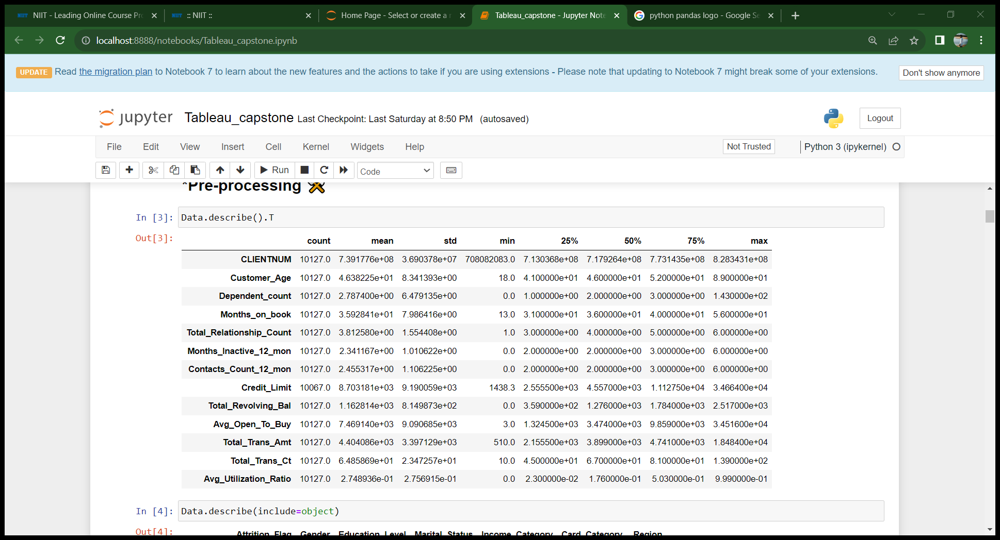 NIIT NIIT - Leading Online Course Pr
NIIT :: NIIT ::
Home Page - Select or create a n
Tableau_capstone - Jupyter Note
python pandas logo - Google Se
localhost:8888/notebooks/Tableau_capstone.ipynb
UPDATE Read the migration plan to Notebook 7 to learn about the new features and the actions to take if you are using extensions - Please note that updating to Notebook 7 might break some of your extensions.
Don't show anymore
jupyter Tableau_capstone Last Checkpoint: Last Saturday at 8:50 PM (autosaved)
Logout
File Edit View Insert Cell Kernel Widgets Help
Not Trusted
Python 3 (ipykernel)
Run
Code
*Pre-processing
In [3]: Data.describe().T
Out[3]:
count mean std min 25% 50% 75% max
CLIENTNUM 10127.0 7.391776e+08 3.690378e+07 708082083.0 7.130368e+08 7.179264e+08 7.731435e+08 8.283431e+08
Customer_Age 10127.0 4.638225e+01 8.341393e+00 18.0 4.100000e+01 4.600000e+01 5.200000e+01 8.900000e+01
Dependent_count 10127.0 2.787400e+00 6.479135e+00 0.0 1.000000e+00 2.000000e+00 3.000000e+00 1.430000e+02
Months_on_book 10127.0 3.592841e+01 7.986416e+00 13.0 3.100000e+01 3.600000e+01 4.000000e+01 5.600000e+01
Total_Relationship_Count 10127.0 3.812580e+00 1.554408e+00 1.0 3.000000e+00 4.000000e+00 5.000000e+00 6.000000e+00
Months_Inactive_12_mon 10127.0 2.341167e+00 1.010622e+00 0.0 2.000000e+00 2.000000e+00 3.000000e+00 6.000000e+00
Contacts_Count_12_mon 10127.0 2.455317e+00 1.106225e+00 0.0 2.000000e+00 2.000000e+00 3.000000e+00 6.000000e+00
Credit_Limit 10067.0 8.703181e+03 9.190059e+03 1438.3 2.555500e+03 4.557000e+03 1.112750e+04 3.466400e+04
Total_Revolving_Bal 10127.0 1.162814e+03 8.149873e+02 0.0 3.590000e+02 1.276000e+03 1.784000e+03 2.517000e+03
Avg_Open_To_Buy 10127.0 7.469140e+03 9.090685e+03 3.0 1.324500e+03 3.474000e+03 9.859000e+03 3.451600e+04
Total_Trans_Amt 10127.0 4.404086e+03 3.397129e+03 510.0 2.155500e+03 3.899000e+03 4.741000e+03 1.848400e+04
Total_Trans_Ct 10127.0 6.485869e+01 2.347257e+01 10.0 4.500000e+01 6.700000e+01 8.100000e+01 1.390000e+02
Avg_Utilization_Ratio 10127.0 2.748936e-01 2.756915e-01 0.0 2.300000e-02 1.760000e-01 5.030000e-01 9.990000e-01
In [4]: Data.describe(include=object)
Out[4]:
Attrition_Flag Gender Education_Level Marital_Status Income_Category Card_Category Region